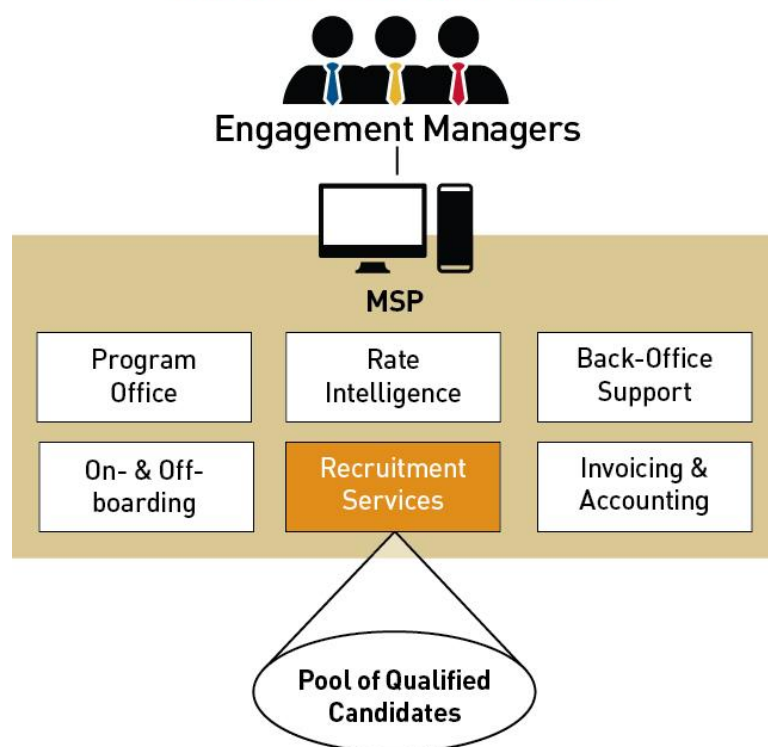 Engagement Managers
MSP
Program
Office
Rate
Intelligence
Back-Office
Support
On- & Off-
boarding
Recruitment
Services
Invoicing &
Accounting
Pool of Qualified
Candidates